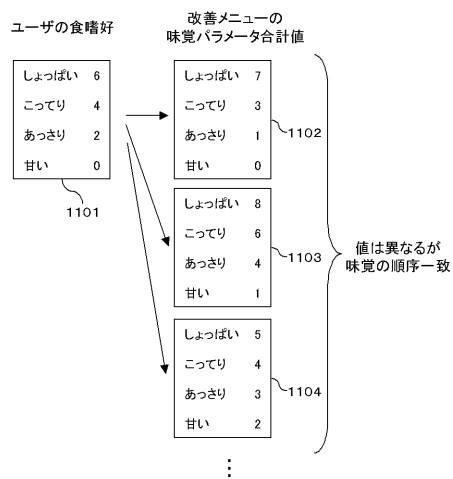 ユーザの食嗜好
しょっぱい 6
こってり 4
あっさり 2
甘い 0
1101
改善メニューの
味覚パラメータ合計値
しょっぱい 7
こってり 3
あっさり 1
甘い 0
1102
しょっぱい 8
こってり 6
あっさり 4
甘い 1
1103
しょっぱい 5
こってり 4
あっさり 3
甘い 2
1104
値は異なるが
味覚の順序一致